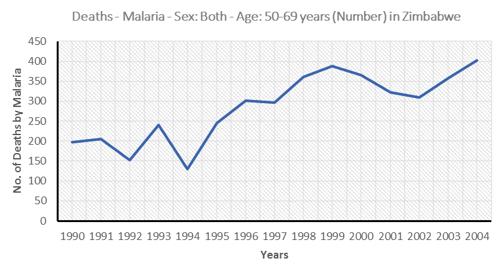 Deaths - Malaria - Sex: Both - Age: 50-69 years (Number) in Zimbabwe
450
400
350
300
250
200
150
100
50
0
No. of Deaths by Malaria
1990 1991 1992 1993 1994 1995 1996 1997 1998 1999 2000 2001 2002 2003 2004
Years